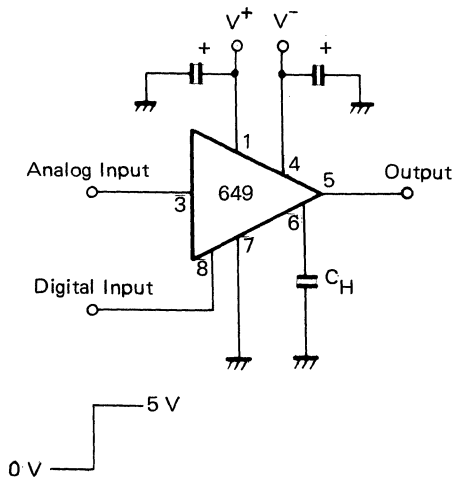 V+ V-
+ +
1
4
Analog Input 649 5 Output
3
6
7
8
Digital Input
CH
5 V
0 V